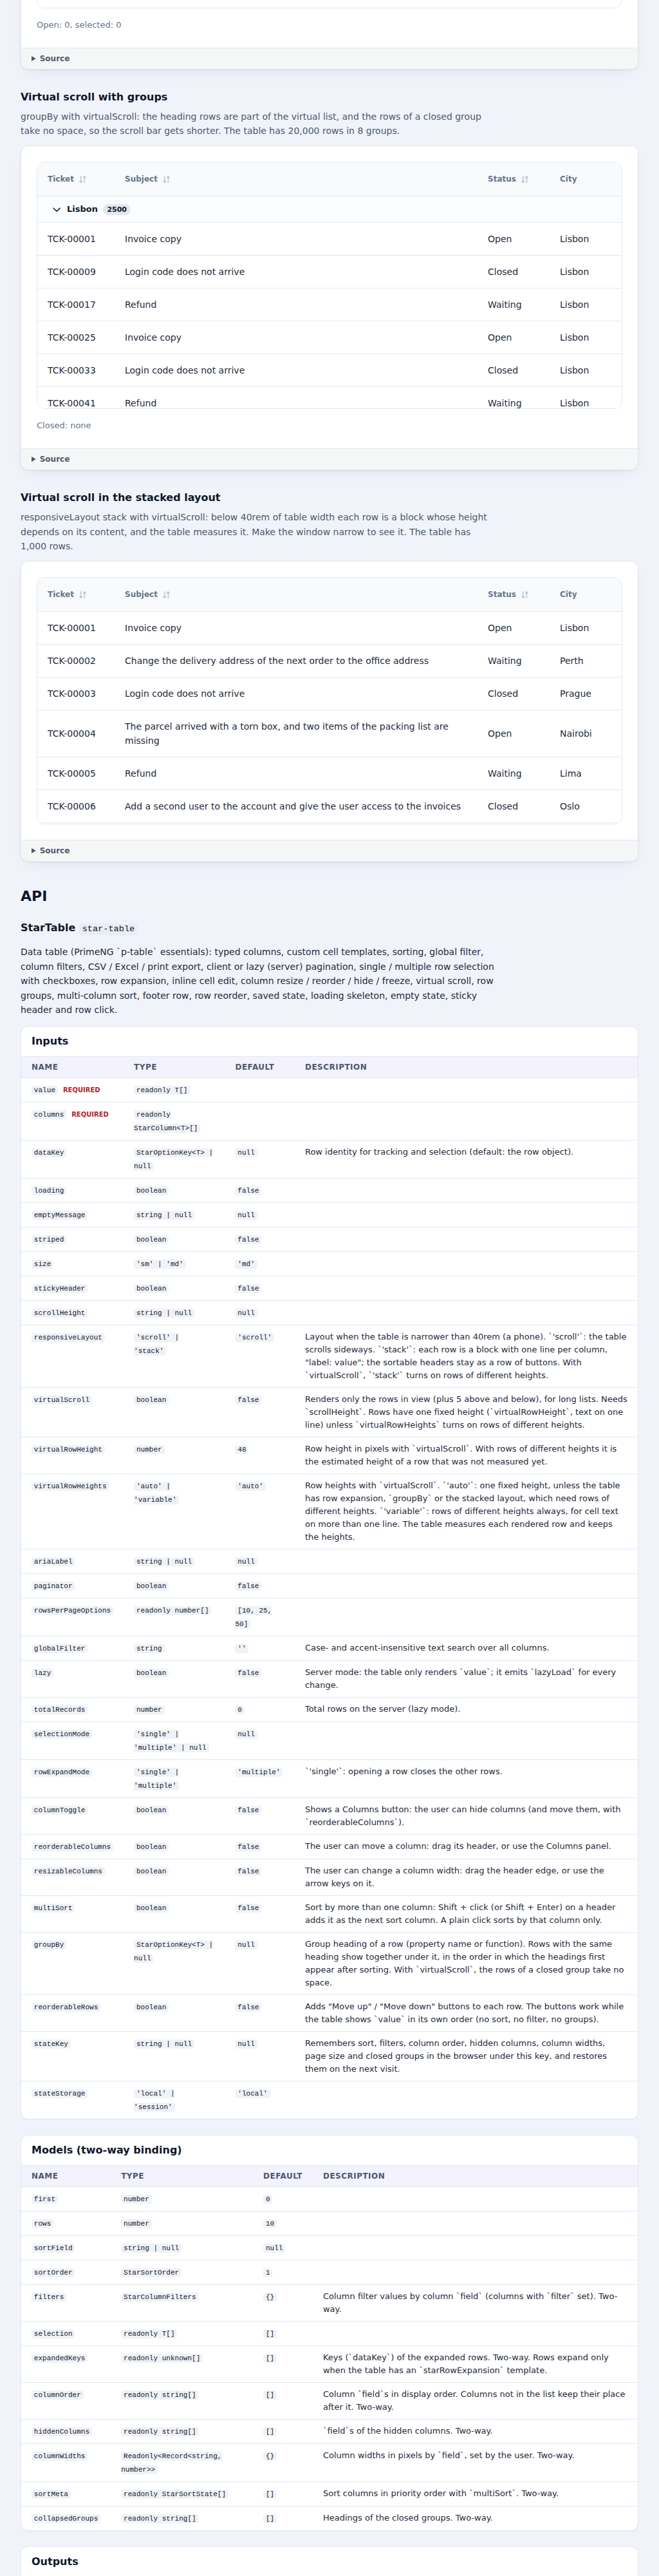 Open: 0, selected: 0
▶ Source
Virtual scroll with groups
groupBy with virtualScroll: the heading rows are part of the virtual list, and the rows of a closed group
take no space, so the scroll bar gets shorter. The table has 20,000 rows in 8 groups.
Ticket Subject Status City
Lisbon 2500
TCK-00001 Invoice copy Open Lisbon
TCK-00009 Login code does not arrive Closed Lisbon
TCK-00017 Refund Waiting Lisbon
TCK-00025 Invoice copy Open Lisbon
TCK-00033 Login code does not arrive Closed Lisbon
TCK-00041 Refund Waiting Lisbon
Closed: none
▶ Source
Virtual scroll in the stacked layout
responsiveLayout stack with virtualScroll: below 40rem of table width each row is a block whose height
depends on its content, and the table measures it. Make the window narrow to see it. The table has
1,000 rows.
Ticket Subject Status City
TCK-00001 Invoice copy Open Lisbon
TCK-00002 Change the delivery address of the next order to the office address Waiting Perth
TCK-00003 Login code does not arrive Closed Prague
TCK-00004 The parcel arrived with a torn box, and two items of the packing list are Open Nairobi
missing
TCK-00005 Refund Waiting Lima
TCK-00006 Add a second user to the account and give the user access to the invoices Closed Oslo
▶ Source
API
StarTable star-table
Data table (PrimeNG `p-table` essentials): typed columns, custom cell templates, sorting, global filter,
column filters, CSV / Excel / print export, client or lazy (server) pagination, single / multiple row selection
with checkboxes, row expansion, inline cell edit, column resize / reorder / hide / freeze, virtual scroll, row
groups, multi-column sort, footer row, row reorder, saved state, loading skeleton, empty state, sticky
header and row click.
Inputs
NAME TYPE DEFAULT DESCRIPTION
value REQUIRED readonly T[]
columns REQUIRED readonly
StarColumn<T>[]
dataKey StarOptionKey<T> | null Row identity for tracking and selection (default: the row object).
null
loading boolean false
emptyMessage string | null null
striped boolean false
size 'sm' | 'md' 'md'
stickyHeader boolean false
scrollHeight string | null null
responsiveLayout 'scroll' | 'scroll' Layout when the table is narrower than 40rem (a phone). `'scroll'`: the table
'stack' scrolls sideways. `'stack'`: each row is a block with one line per column,
"label: value"; the sortable headers stay as a row of buttons. With
`virtualScroll`, `'stack'` turns on rows of different heights.
virtualScroll boolean false Renders only the rows in view (plus 5 above and below), for long lists. Needs
`scrollHeight`. Rows have one fixed height (`virtualRowHeight`, text on one
line) unless `virtualRowHeights` turns on rows of different heights.
virtualRowHeight number 48 Row height in pixels with `virtualScroll`. With rows of different heights it is
the estimated height of a row that was not measured yet.
virtualRowHeights 'auto' | 'auto' Row heights with `virtualScroll`. `'auto'`: one fixed height, unless the table
'variable' has row expansion, `groupBy` or the stacked layout, which need rows of
different heights. `'variable'`: rows of different heights always, for cell text
on more than one line. The table measures each rendered row and keeps
the heights.
ariaLabel string | null null
paginator boolean false
rowsPerPageOptions readonly number[] [10, 25,
50]
globalFilter string '' Case- and accent-insensitive text search over all columns.
lazy boolean false Server mode: the table only renders `value`; it emits `lazyLoad` for every
change.
totalRecords number 0 Total rows on the server (lazy mode).
selectionMode 'single' | null
'multiple' | null
rowExpandMode 'single' | 'multiple' `'single'`: opening a row closes the other rows.
'multiple'
columnToggle boolean false Shows a Columns button: the user can hide columns (and move them, with
`reorderableColumns`).
reorderableColumns boolean false The user can move a column: drag its header, or use the Columns panel.
resizableColumns boolean false The user can change a column width: drag the header edge, or use the
arrow keys on it.
multiSort boolean false Sort by more than one column: Shift + click (or Shift + Enter) on a header
adds it as the next sort column. A plain click sorts by that column only.
groupBy StarOptionKey<T> | null Group heading of a row (property name or function). Rows with the same
null heading show together under it, in the order in which the headings first
appear after sorting. With `virtualScroll`, the rows of a closed group take no
space.
reorderableRows boolean false Adds "Move up" / "Move down" buttons to each row. The buttons work while
the table shows `value` in its own order (no sort, no filter, no groups).
stateKey string | null null Remembers sort, filters, column order, hidden columns, column widths,
page size and closed groups in the browser under this key, and restores
them on the next visit.
stateStorage 'local' | 'local'
'session'
Models (two-way binding)
NAME TYPE DEFAULT DESCRIPTION
first number 0
rows number 10
sortField string | null null
sortOrder StarSortOrder 1
filters StarColumnFilters {} Column filter values by column `field` (columns with `filter` set). Two-
way.
selection readonly T[] []
expandedKeys readonly unknown[] [] Keys (`dataKey`) of the expanded rows. Two-way. Rows expand only
when the table has an `starRowExpansion` template.
columnOrder readonly string[] [] Column `field`s in display order. Columns not in the list keep their place
after it. Two-way.
hiddenColumns readonly string[] [] `field`s of the hidden columns. Two-way.
columnWidths Readonly<Record<string, {} Column widths in pixels by `field`, set by the user. Two-way.
number>>
sortMeta readonly StarSortState[] [] Sort columns in priority order with `multiSort`. Two-way.
collapsedGroups readonly string[] [] Headings of the closed groups. Two-way.
Outputs